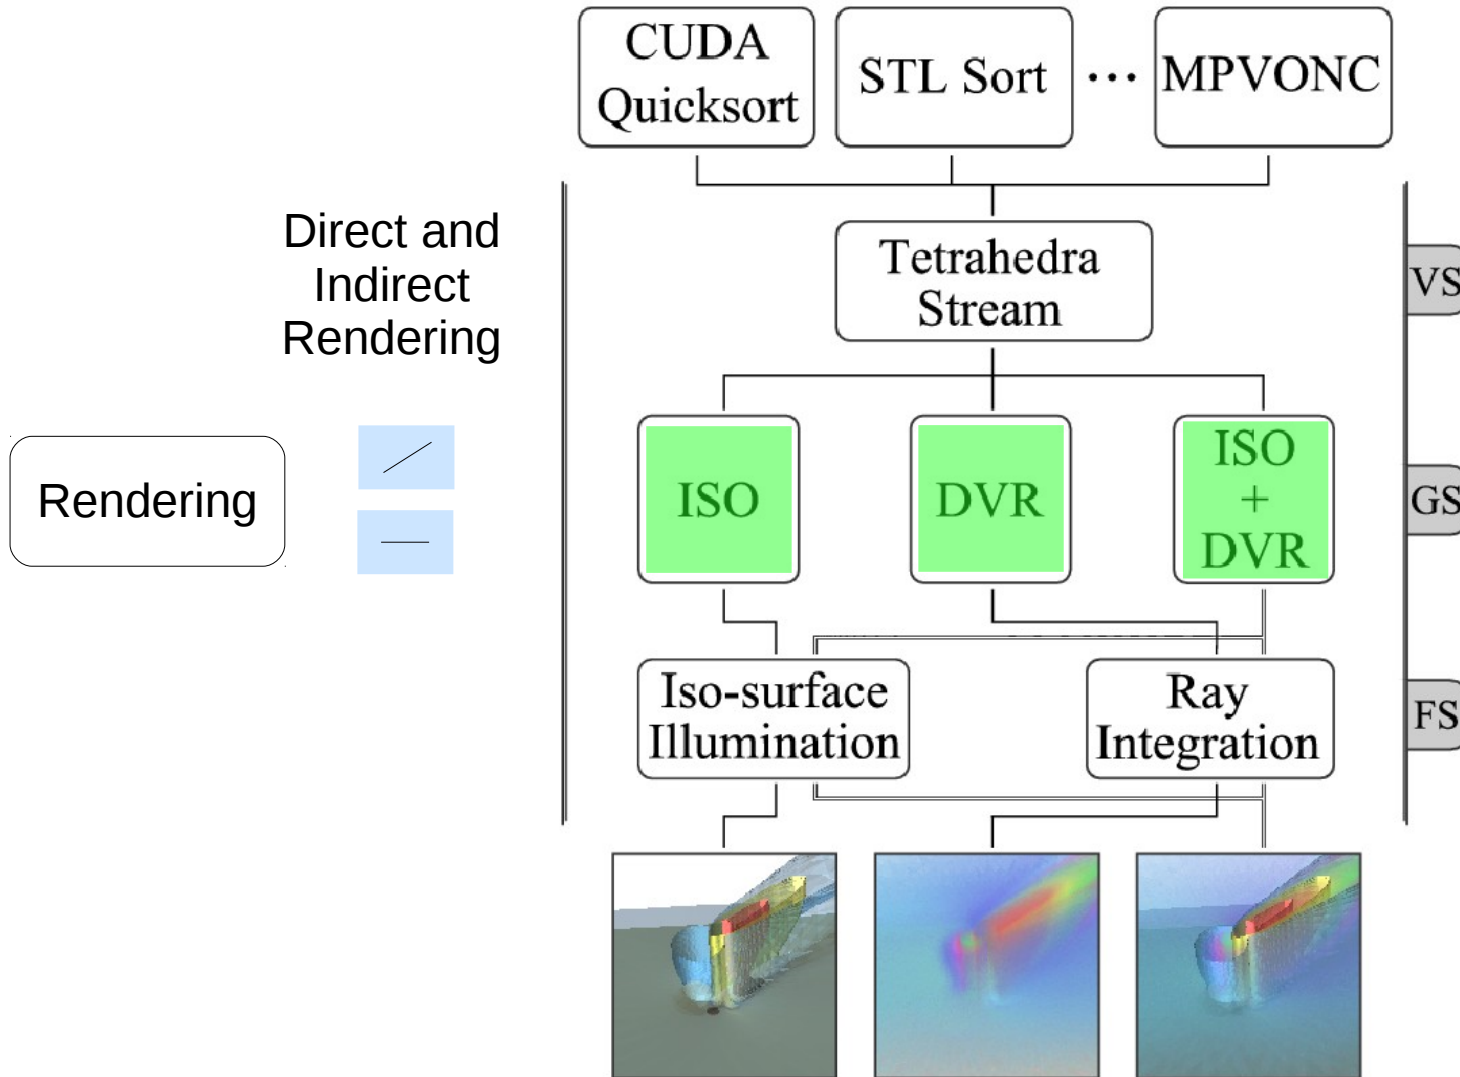 CUDA
Quicksort
STL Sort
...
MPVONC
Direct and
Indirect
Rendering
Tetrahedra
Stream
VS
Rendering
ISO
DVR
ISO
+
DVR
GS
Iso-surface
Illumination
Ray
Integration
FS